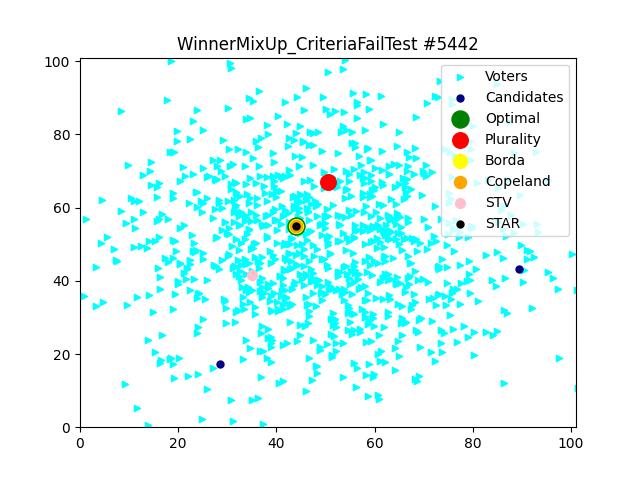 WinnerMixUp_CriteriaFailTest #5442
100
80
60
40
20
0
0 20 40 60 80 100
Voters
Candidates
Optimal
Plurality
Borda
Copeland
STV
STAR